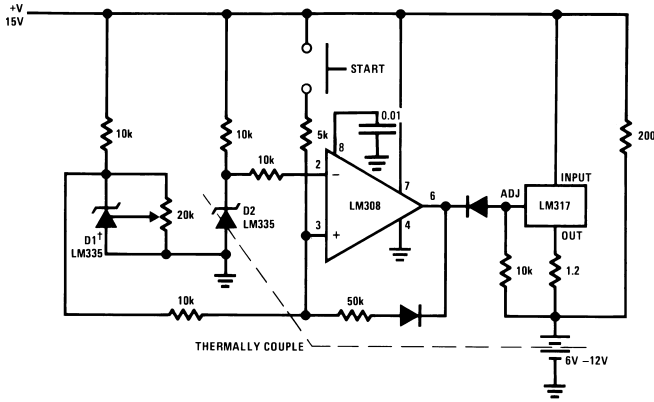 +V
15V
START
10k
10k
5k
0.01
200
8
10k
2
7
INPUT
6
ADJ
LM317
LM308
20k
D2
LM335
D1†
LM335
3
4
OUT
10k
1.2
10k
50k
THERMALLY COUPLE
6V –12V